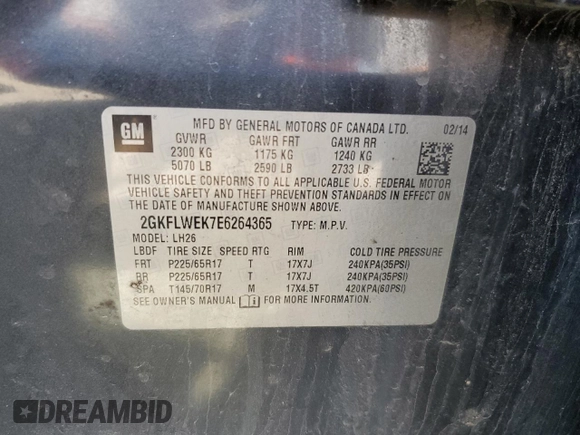 GM
MFD BY GENERAL MOTORS OF CANADA LTD. 02/14
GVWR GAWR FRT GAWR RR
2300 KG 1175 KG 1240 KG
5070 LB 2590 LB 2733 LB
THIS VEHICLE CONFORMS TO ALL APPLICABLE U.S. FEDERAL MOTOR
VEHICLE SAFETY AND THEFT PREVENTION STANDARDS IN EFFECT ON
THE DATE OF MANUFACTURE SHOWN ABOVE.
2GKFLWEK7E6264365 TYPE: M.P.V.
MODEL: LH26
LBDF TIRE SIZE SPEED RTG RIM COLD TIRE PRESSURE
FRT P225/65R17 T 17X7J 240KPA(35PSI)
RR P225/65R17 T 17X7J 240KPA(35PSI)
SPA T145/70R17 M 17X4.5T 420KPA(60PSI)
SEE OWNER'S MANUAL FOR MORE INFORMATION.
DREAMBID